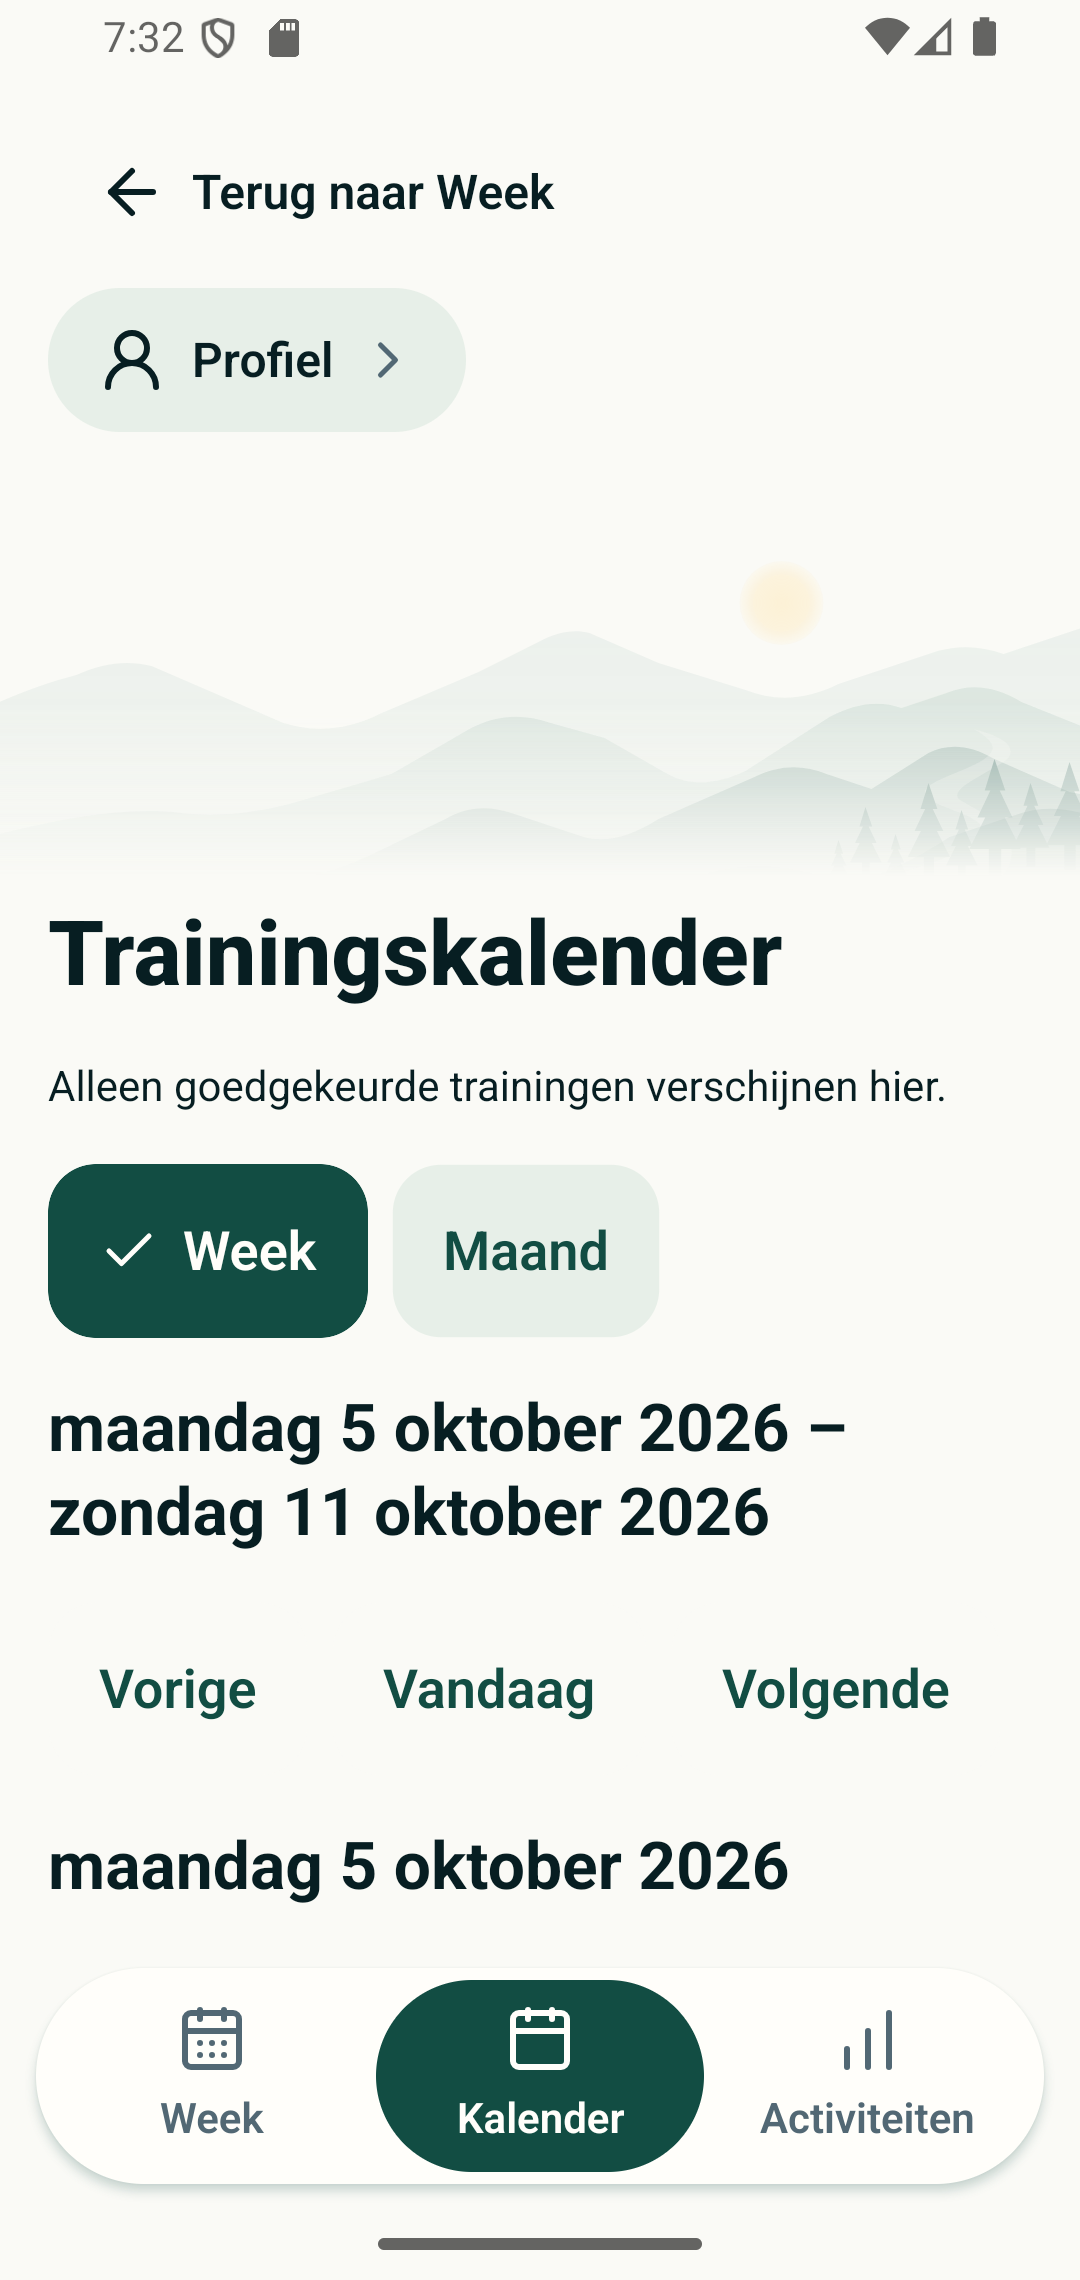 7:32
Terug naar Week
Profiel
Trainingskalender
Alleen goedgekeurde trainingen verschijnen hier.
Week
Maand
maandag 5 oktober 2026 –
zondag 11 oktober 2026
Vorige
Vandaag
Volgende
maandag 5 oktober 2026
Week
Kalender
Activiteiten